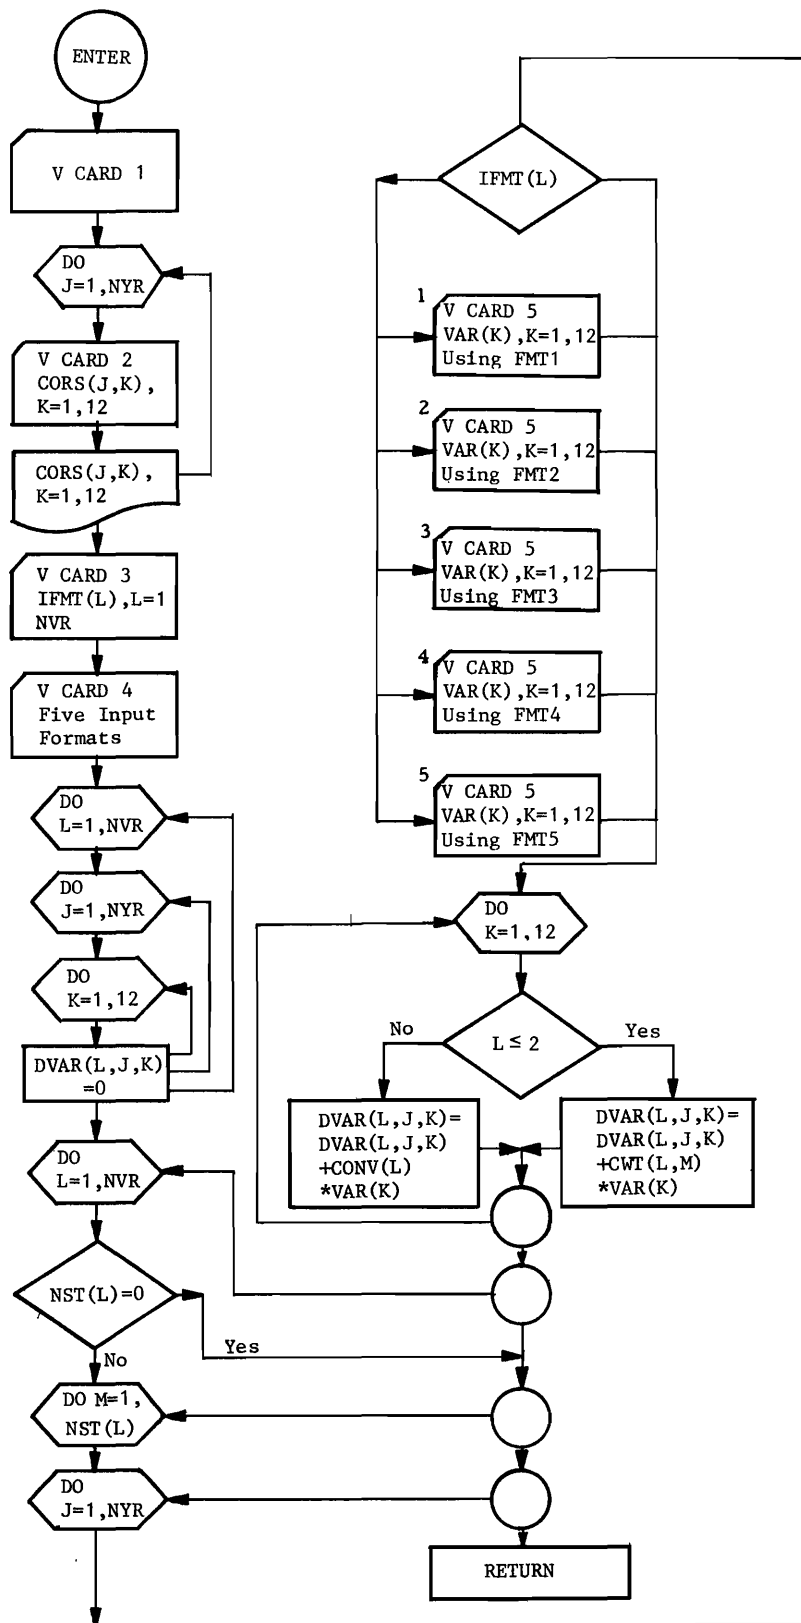 ENTER
V CARD 1
DO
J=1,NYR
V CARD 2
CORS(J,K),
K=1,12
CORS(J,K),
K=1,12
V CARD 3
IFMT(L),L=1
NVR
V CARD 4
Five Input
Formats
DO
L=1,NVR
DO
J=1,NYR
DO
K=1,12
DVAR(L,J,K)
=0
DO
L=1,NVR
NST(L)=0
Yes
No
DO M=1,
NST(L)
DO
J=1,NYR
IFMT(L)
1
V CARD 5
VAR(K),K=1,12
Using FMT1
2
V CARD 5
VAR(K),K=1,12
Using FMT2
3
V CARD 5
VAR(K),K=1,12
Using FMT3
4
V CARD 5
VAR(K),K=1,12
Using FMT4
5
V CARD 5
VAR(K),K=1,12
Using FMT5
DO
K=1,12
L ≤ 2
No
Yes
DVAR(L,J,K)=
DVAR(L,J,K)
+CONV(L)
*VAR(K)
DVAR(L,J,K)=
DVAR(L,J,K)
+CWT(L,M)
*VAR(K)
RETURN